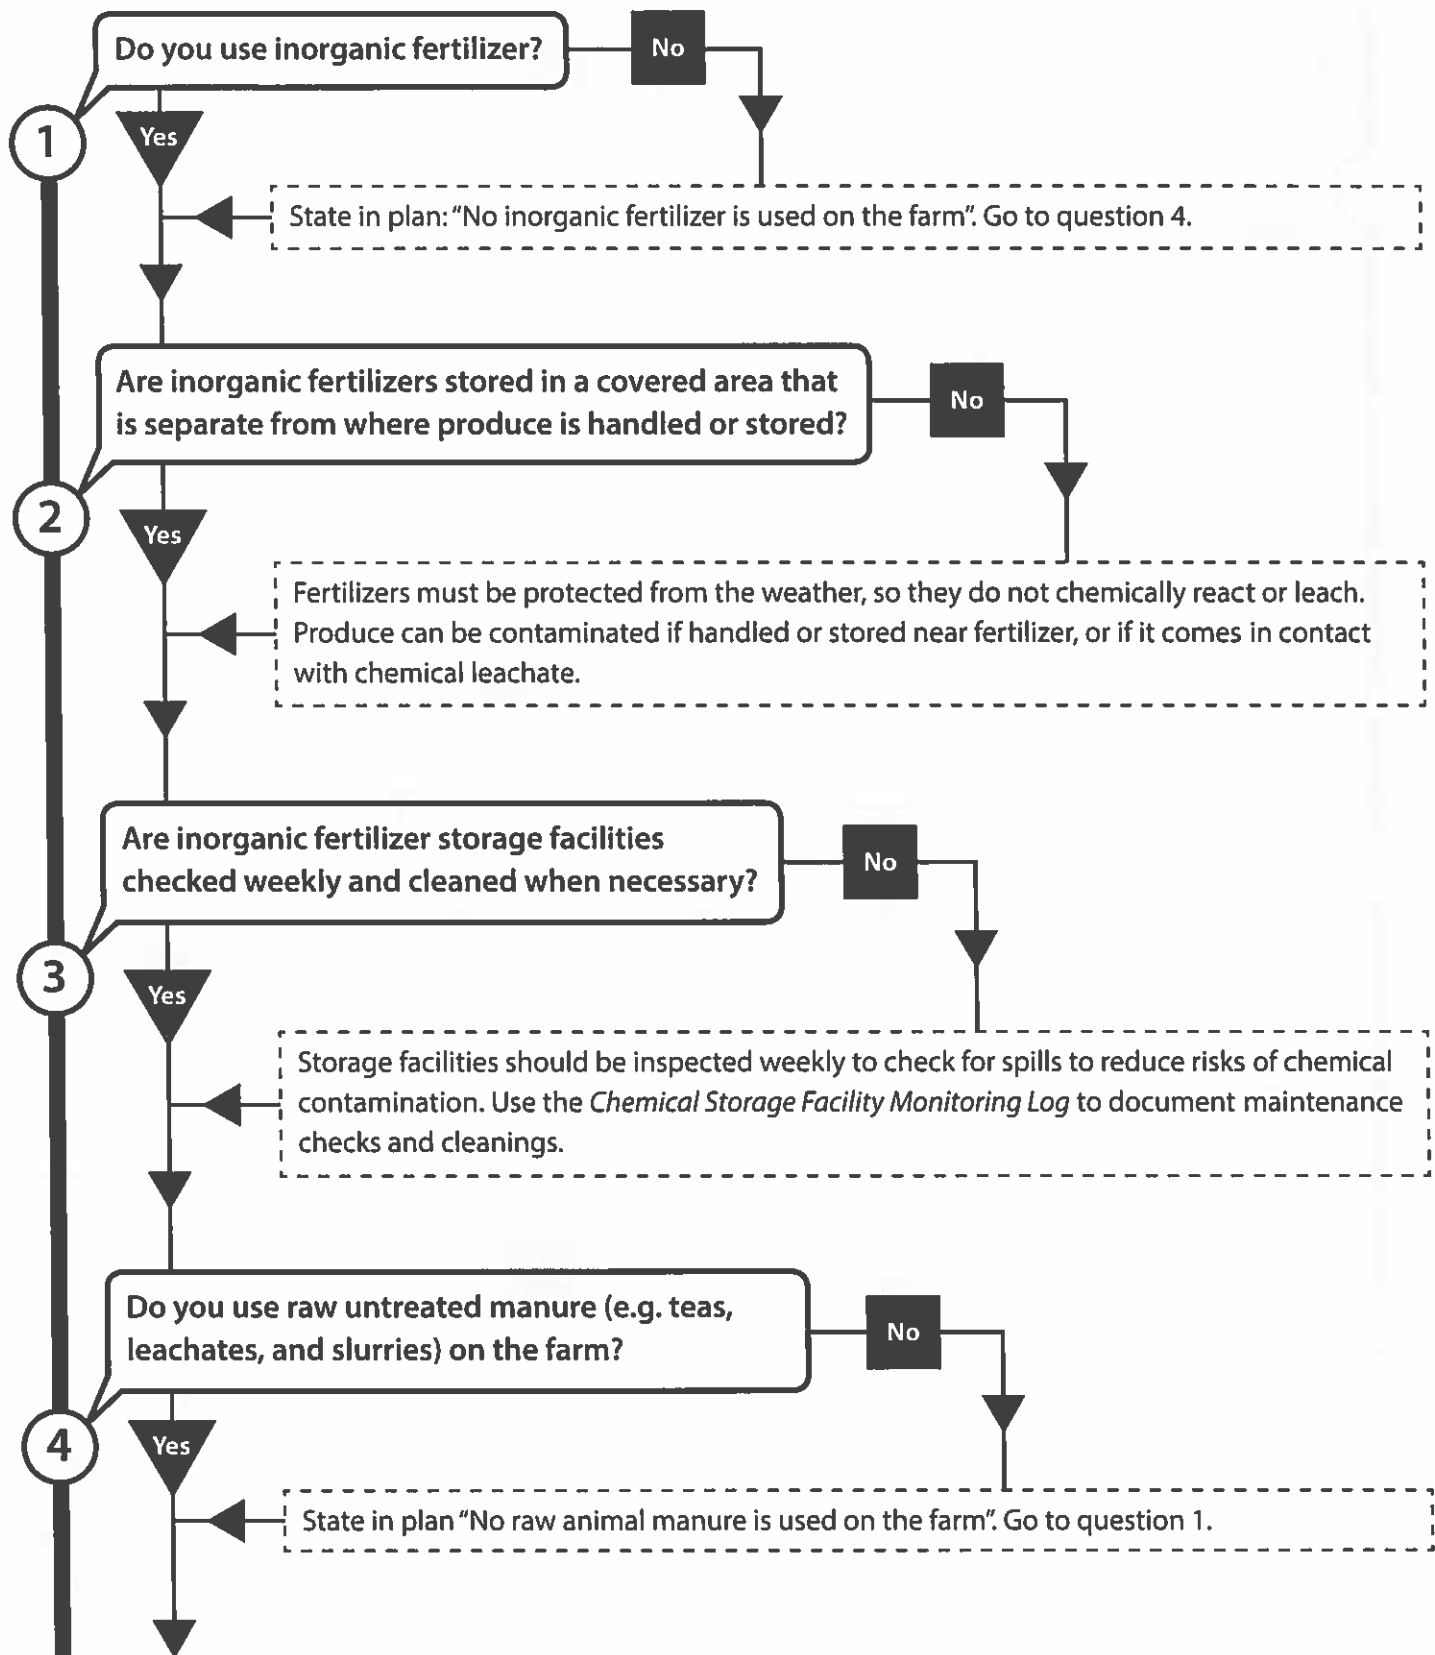 Do you use inorganic fertilizer?
No
1
Yes
State in plan: “No inorganic fertilizer is used on the farm”. Go to question 4.
Are inorganic fertilizers stored in a covered area that
is separate from where produce is handled or stored?
No
2
Yes
Fertilizers must be protected from the weather, so they do not chemically react or leach.
Produce can be contaminated if handled or stored near fertilizer, or if it comes in contact
with chemical leachate.
Are inorganic fertilizer storage facilities
checked weekly and cleaned when necessary?
No
3
Yes
Storage facilities should be inspected weekly to check for spills to reduce risks of chemical
contamination. Use the Chemical Storage Facility Monitoring Log to document maintenance
checks and cleanings.
Do you use raw untreated manure (e.g. teas,
leachates, and slurries) on the farm?
No
4
Yes
State in plan “No raw animal manure is used on the farm”. Go to question 1.